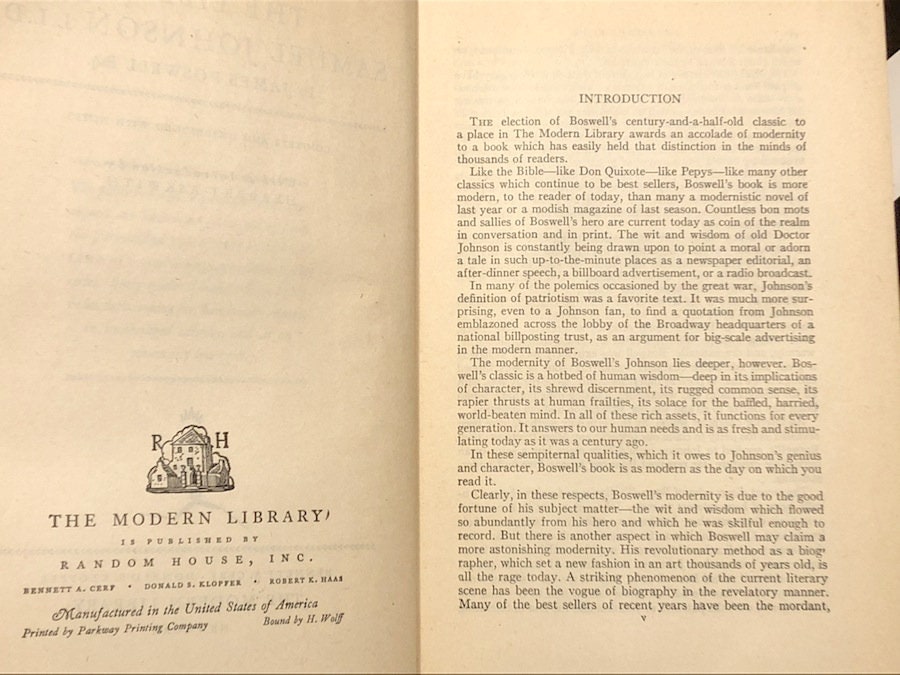 R H
THE MODERN LIBRARY
IS PUBLISHED BY
RANDOM HOUSE, INC.
BENNETT A. CERF • DONALD S. KLOPFER • ROBERT K. HAAS
Manufactured in the United States of America
Printed by Parkway Printing Company Bound by H. Wolff
INTRODUCTION
THE election of Boswell's century-and-a-half-old classic to
a place in The Modern Library awards an accolade of modernity
to a book which has easily held that distinction in the minds of
thousands of readers.
Like the Bible—like Don Quixote—like Pepys—like many other
classics which continue to be best sellers, Boswell's book is more
modern, to the reader of today, than many a modernistic novel of
last year or a modish magazine of last season. Countless bon mots
and sallies of Boswell's hero are current today as coin of the realm
in conversation and in print. The wit and wisdom of old Doctor
Johnson is constantly being drawn upon to point a moral or adorn
a tale in such up-to-the-minute places as a newspaper editorial, an
after-dinner speech, a billboard advertisement, or a radio broadcast.
In many of the polemics occasioned by the great war, Johnson's
definition of patriotism was a favorite text. It was much more sur-
prising, even to a Johnson fan, to find a quotation from Johnson
emblazoned across the lobby of the Broadway headquarters of a
national billposting trust, as an argument for big-scale advertising
in the modern manner.
The modernity of Boswell's Johnson lies deeper, however. Bos-
well's classic is a hotbed of human wisdom—deep in its implications
of character, its shrewd discernment, its rugged common sense, its
rapier thrusts at human frailties, its solace for the baffled, harried,
world-beaten mind. In all of these rich assets, it functions for every
generation. It answers to our human needs and is as fresh and stimu-
lating today as it was a century ago.
In these sempiternal qualities, which it owes to Johnson's genius
and character, Boswell's book is as modern as the day on which you
read it.
Clearly, in these respects, Boswell's modernity is due to the good
fortune of his subject matter—the wit and wisdom which flowed
so abundantly from his hero and which he was skilful enough to
record. But there is another aspect in which Boswell may claim a
more astonishing modernity. His revolutionary method as a biog-
rapher, which set a new fashion in an art thousands of years old, is
all the rage today. A striking phenomenon of the current literary
scene has been the vogue of biography in the revelatory manner.
Many of the best sellers of recent years have been the mordant,
v